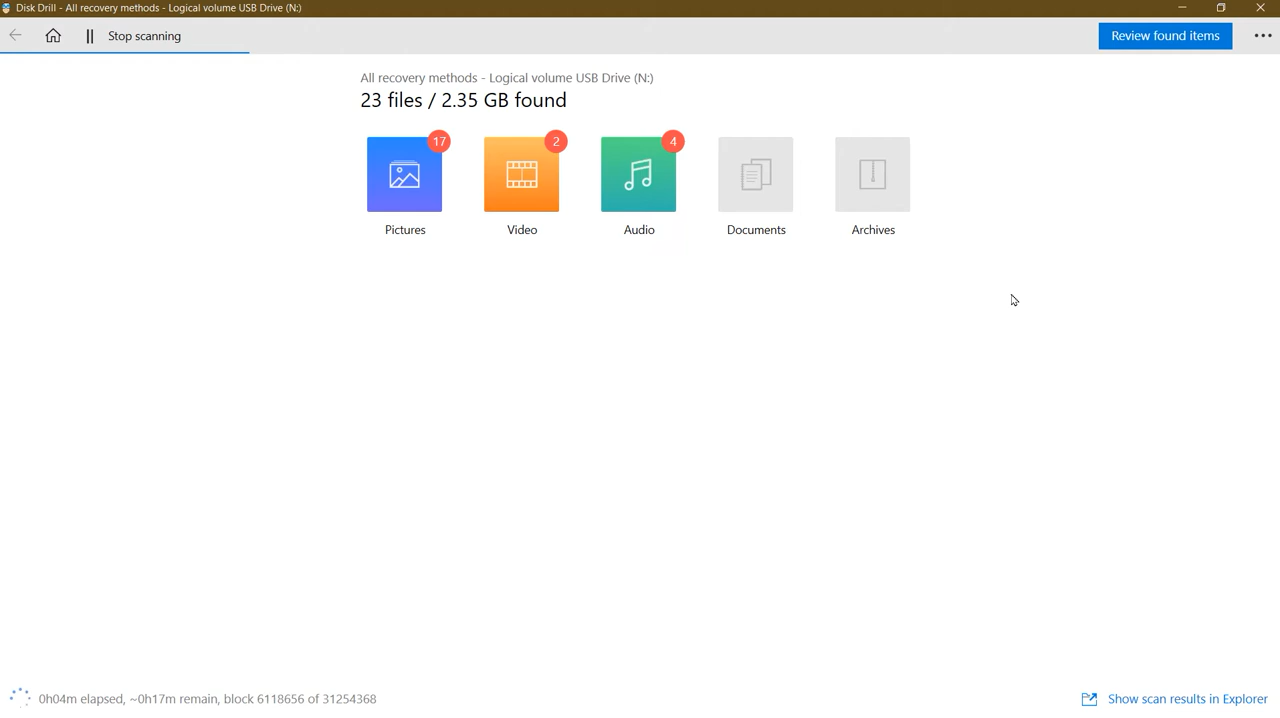 Disk Drill - All recovery methods - Logical volume USB Drive (N:)
Stop scanning
Review found items
All recovery methods - Logical volume USB Drive (N:)
23 files / 2.35 GB found
17
2
4
Pictures
Video
Audio
Documents
Archives
0h04m elapsed, ~0h17m remain, block 6118656 of 31254368
Show scan results in Explorer